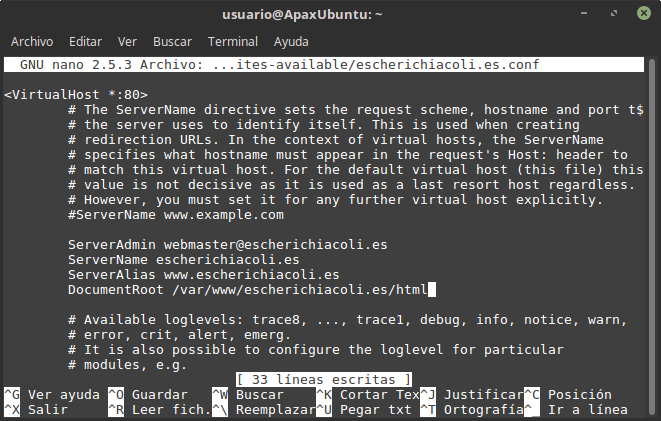 usuario@ApaxUbuntu: ~
Archivo Editar Ver Buscar Terminal Ayuda
GNU nano 2.5.3 Archivo: ...ites-available/escherichiacoli.es.conf
<VirtualHost *:80>
# The ServerName directive sets the request scheme, hostname and port t$
# the server uses to identify itself. This is used when creating
# redirection URLs. In the context of virtual hosts, the ServerName
# specifies what hostname must appear in the request's Host: header to
# match this virtual host. For the default virtual host (this file) this
# value is not decisive as it is used as a last resort host regardless.
# However, you must set it for any further virtual host explicitly.
#ServerName www.example.com
ServerAdmin webmaster@escherichiacoli.es
ServerName escherichiacoli.es
ServerAlias www.escherichiacoli.es
DocumentRoot /var/www/escherichiacoli.es/html
# Available loglevels: trace8, ..., trace1, debug, info, notice, warn,
# error, crit, alert, emerg.
# It is also possible to configure the loglevel for particular
# modules, e.g.
[ 33 líneas escritas ]
^G Ver ayuda ^O Guardar ^W Buscar ^K Cortar Tex^J Justificar^C Posición
^X Salir ^R Leer fich.^\ Reemplazar^U Pegar txt ^T Ortografía^_ Ir a línea